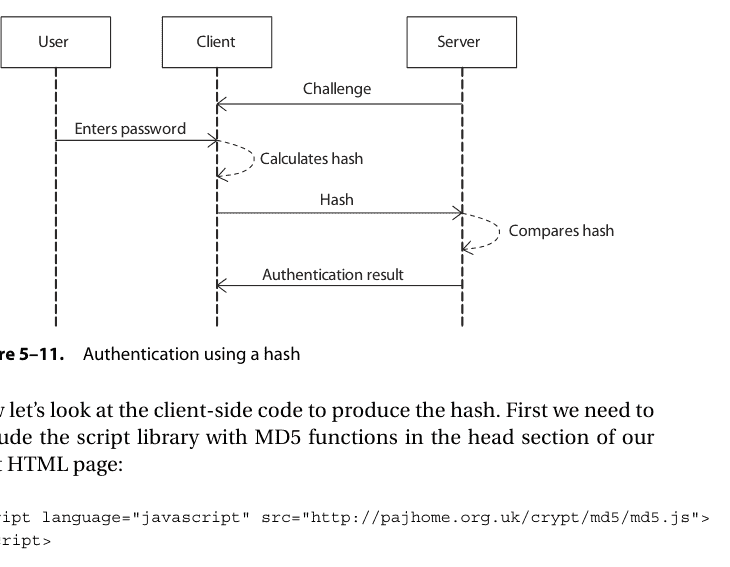 User Client Server
Challenge
Enters password
Calculates hash
Hash
Compares hash
Authentication result
re 5–11. Authentication using a hash
let's look at the client-side code to produce the hash. First we need to
ude the script library with MD5 functions in the head section of our
t HTML page:
ript language="javascript" src="http://pajhome.org.uk/crypt/md5/md5.js">
cript>